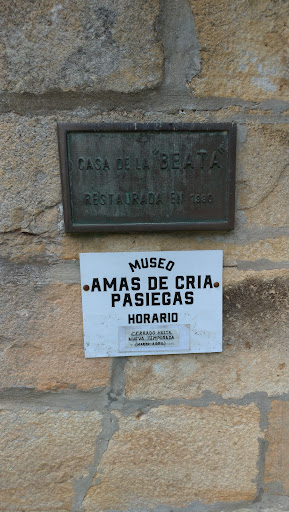 CASA DE LA "BEATA"
RESTAURADA EN
MUSEO
AMAS DE CRIA
PASIEGAS
HORARIO
CERRADO HASTA
NUEVA TEMPORADA